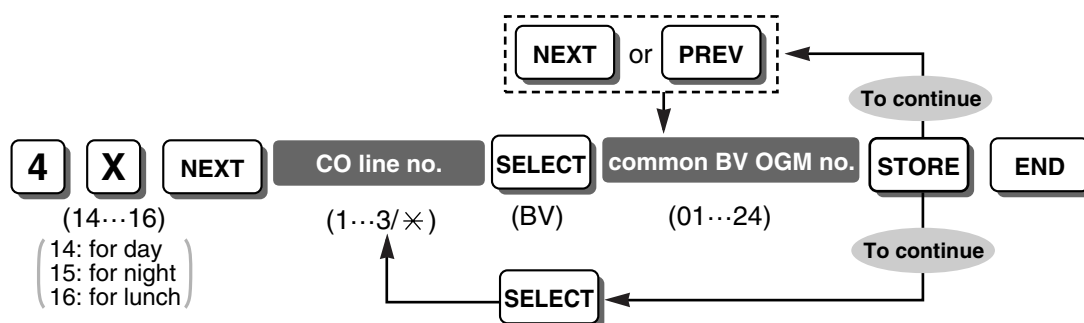 NEXT or PREV
To continue
4 X NEXT CO line no. SELECT common BV OGM no. STORE END
(14···16) (1···3/✳) (BV) (01···24)
14: for day
15: for night
16: for lunch
To continue
SELECT